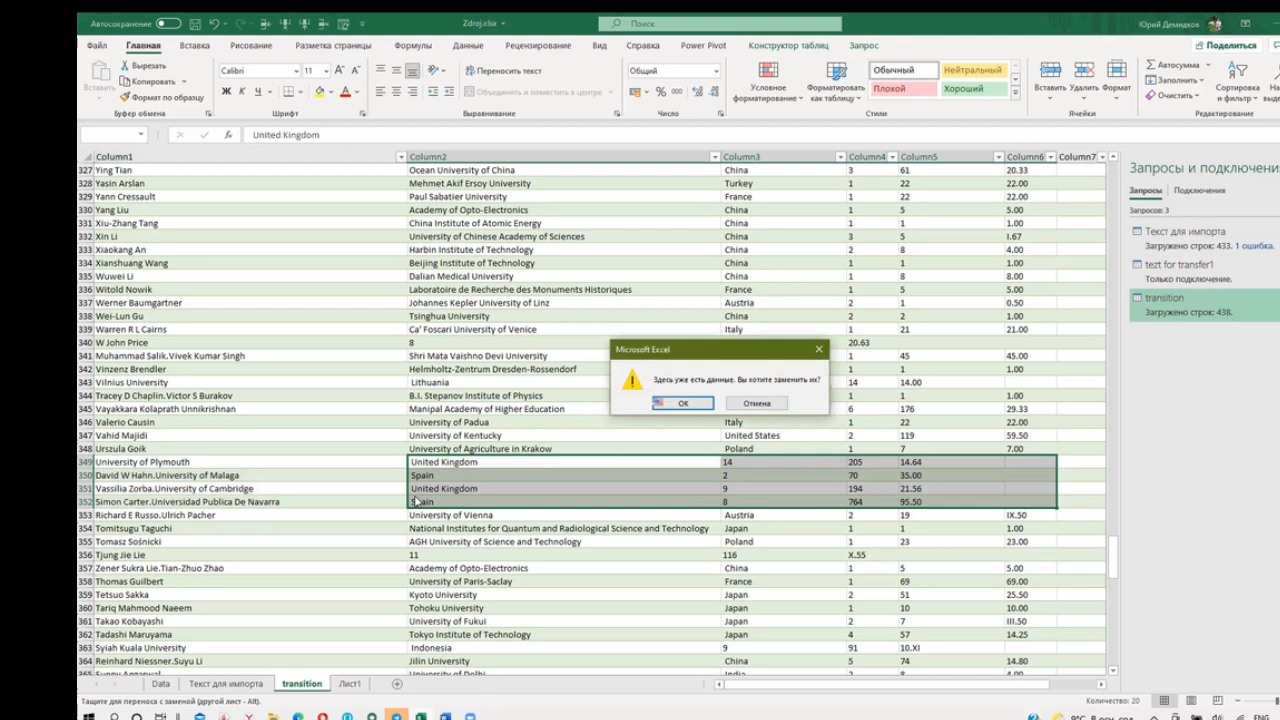 Автосохранение
Zdroj.xlsx
Поиск
Юрий Демидков
Файл Главная Вставка Рисование Разметка страницы Формулы Данные Рецензирование Вид Справка Power Pivot Конструктор таблиц Запрос
Поделиться
Вставить
Вырезать
Копировать
Формат по образцу
Буфер обмена
Calibri 11
Ж К Ч
Шрифт
Переносить текст
Объединить и поместить в центре
Выравнивание
Общий
Число
Условное форматирование
Форматировать как таблицу
Обычный Нейтральный
Плохой Хороший
Стили
Вставить Удалить Формат
Ячейки
Автосумма
Заполнить
Очистить
Сортировка и фильтр
Редактирование
fx United Kingdom
Column1 Column2 Column3 Column4 Column5 Column6 Column7
327 Ying Tian Ocean University of China China 3 61 20.33
328 Yasin Arslan Mehmet Akif Ersoy University Turkey 1 22 22.00
329 Yann Cressault Paul Sabatier University France 1 22 22.00
330 Yang Liu Academy of Opto-Electronics China 1 5 5.00
331 Xiu-Zhang Tang China Institute of Atomic Energy China 1 1 1.00
332 Xin Li University of Chinese Academy of Sciences China 3 5 I.67
333 Xiaokang An Harbin Institute of Technology China 2 8 4.00
334 Xianshuang Wang Beijing Institute of Technology China 1 1 1.00
335 Wuwei Li Dalian Medical University China 1 8 8.00
336 Witold Nowik Laboratoire de Recherche des Monuments Historiques France 1 6 6.00
337 Werner Baumgartner Johannes Kepler University of Linz Austria 2 1 0.50
338 Wei-Lun Gu Tsinghua University China 2 2 1.00
339 Warren R L Cairns Ca' Foscari University of Venice Italy 1 21 21.00
340 W John Price 8 20.63
341 Muhammad Salik.Vivek Kumar Singh Shri Mata Vaishno Devi University 1 45 45.00
342 Vinzenz Brendler Helmholtz-Zentrum Dresden-Rossendorf 1 1 1.00
343 Vilnius University Lithuania 14 14.00
344 Tracey D Chaplin.Victor S Burakov B.I. Stepanov Institute of Physics 1 1 1.00
345 Vayakkara Kolaprath Unnikrishnan Manipal Academy of Higher Education 6 176 29.33
346 Valerio Causin University of Padua Italy 1 22 22.00
347 Vahid Majidi University of Kentucky United States 2 119 59.50
348 Urszula Goik University of Agriculture in Krakow Poland 1 7 7.00
349 University of Plymouth United Kingdom 14 205 14.64
350 David W Hahn.University of Malaga Spain 2 70 35.00
351 Vassilia Zorba.University of Cambridge United Kingdom 9 194 21.56
352 Simon Carter.Universidad Publica De Navarra Spain 8 764 95.50
353 Richard E Russo.Ulrich Pacher University of Vienna Austria 2 19 IX.50
354 Tomitsugu Taguchi National Institutes for Quantum and Radiological Science and Technology Japan 1 1 1.00
355 Tomasz Sośnicki AGH University of Science and Technology Poland 1 23 23.00
356 Tjung Jie Lie 11 116 X.55
357 Zener Sukra Lie.Tian-Zhuo Zhao Academy of Opto-Electronics China 1 5 5.00
358 Thomas Guilbert University of Paris-Saclay France 1 69 69.00
359 Tetsuo Sakka Kyoto University Japan 2 51 25.50
360 Tariq Mahmood Naeem Tohoku University Japan 1 10 10.00
361 Takao Kobayashi University of Fukui Japan 2 7 III.50
362 Tadashi Maruyama Tokyo Institute of Technology Japan 4 57 14.25
363 Syiah Kuala University Indonesia 9 91 10.XI
364 Reinhard Niessner.Suyu Li Jilin University China 5 74 14.80
365 Sunny Aggarwal University of Delhi India 2 8 4.00
Microsoft Excel
Здесь уже есть данные. Вы хотите заменить их?
ОК Отмена
Запросы и подключени
Запросы Подключения
Запросов: 3
Текст для импорта
Загружено строк: 433. 1 ошибка.
tezt for transfer1
Только подключение.
transition
Загружено строк: 438.
Data Текст для импорта transition Лист1
Тащите для переноса с заменой (другой лист - Alt).
Количество: 20